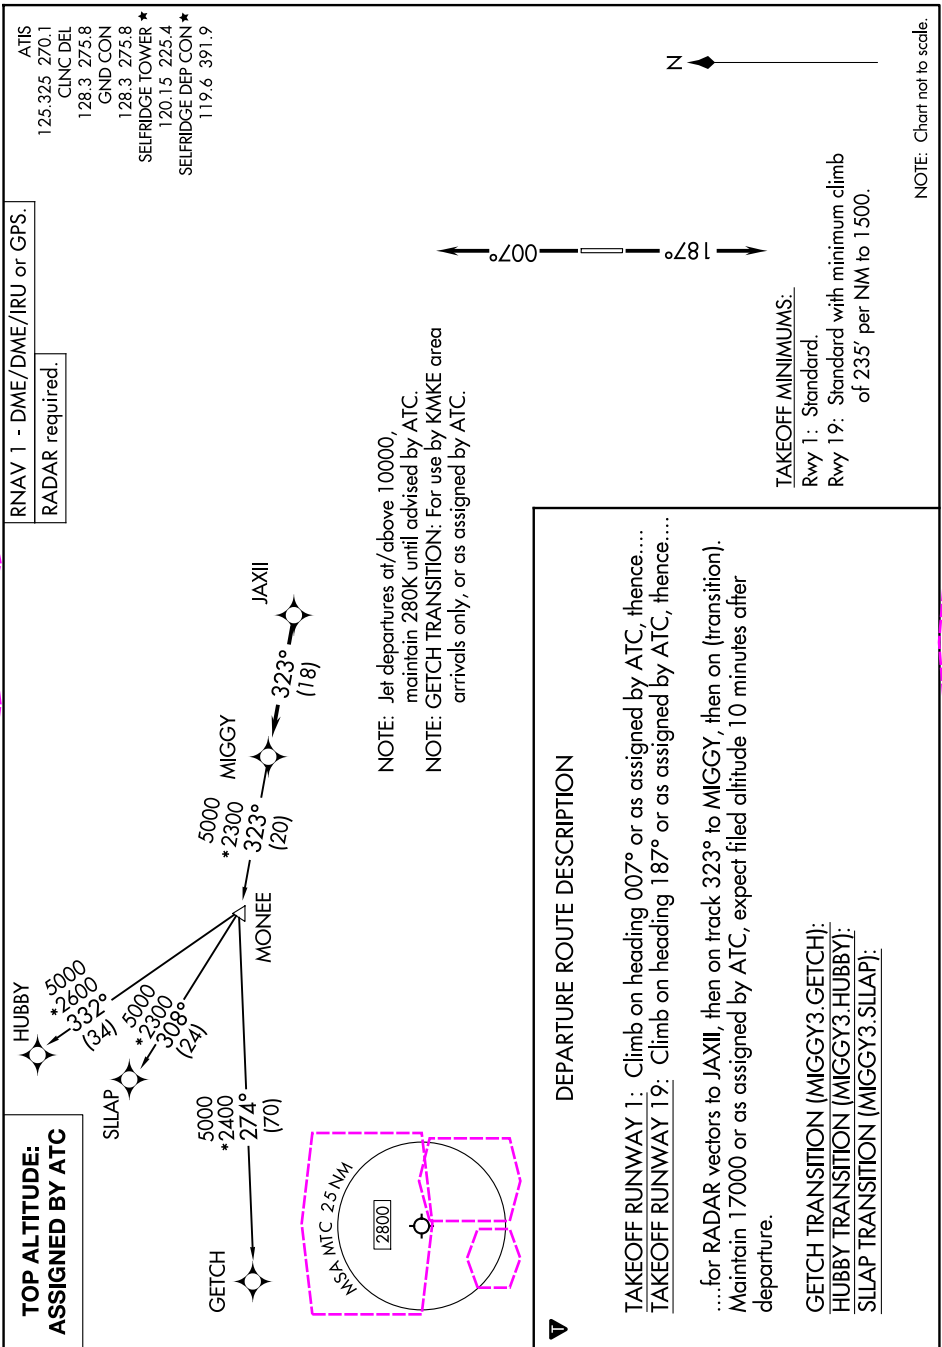 TOP ALTITUDE:
ASSIGNED BY ATC
RNAV 1 - DME/DME/IRU or GPS.
RADAR required.
ATIS
125.325 270.1
CLNC DEL
128.3 275.8
GND CON
128.3 275.8
SELFRIDGE TOWER ★
120.15 225.4
SELFRIDGE DEP CON ★
119.6 391.9
HUBBY
5000
*2600
332°
(34)
SLLAP
5000
*2300
308°
(24)
GETCH
5000
*2400
274°
(70)
MONEE
5000
*2300
323°
(20)
MIGGY
323°
(18)
JAXII
MSA MTC 25 NM
2800
NOTE: Jet departures at/above 10000,
maintain 280K until advised by ATC.
NOTE: GETCH TRANSITION: For use by KMKE area
arrivals only, or as assigned by ATC.
007°
187°
N
TAKEOFF MINIMUMS:
Rwy 1: Standard.
Rwy 19: Standard with minimum climb
of 235' per NM to 1500.
NOTE: Chart not to scale.
T
DEPARTURE ROUTE DESCRIPTION
TAKEOFF RUNWAY 1: Climb on heading 007° or as assigned by ATC, thence....
TAKEOFF RUNWAY 19: Climb on heading 187° or as assigned by ATC, thence....
....for RADAR vectors to JAXII, then on track 323° to MIGGY, then on (transition).
Maintain 17000 or as assigned by ATC, expect filed altitude 10 minutes after
departure.
GETCH TRANSITION (MIGGY3.GETCH):
HUBBY TRANSITION (MIGGY3.HUBBY):
SLLAP TRANSITION (MIGGY3.SLLAP):